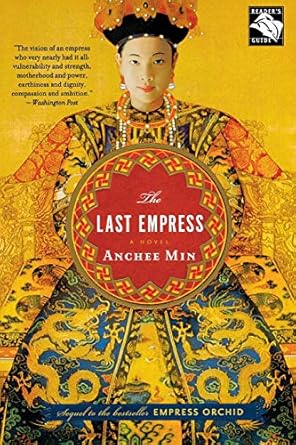 READER'S
GUIDE
"The vision of an empress
who very nearly had it all:
vulnerability and strength,
motherhood and power,
earthiness and dignity,
compassion and ambition."
—Washington Post
The
LAST EMPRESS
A NOVEL
ANCHEE MIN
Sequel to the bestseller EMPRESS ORCHID